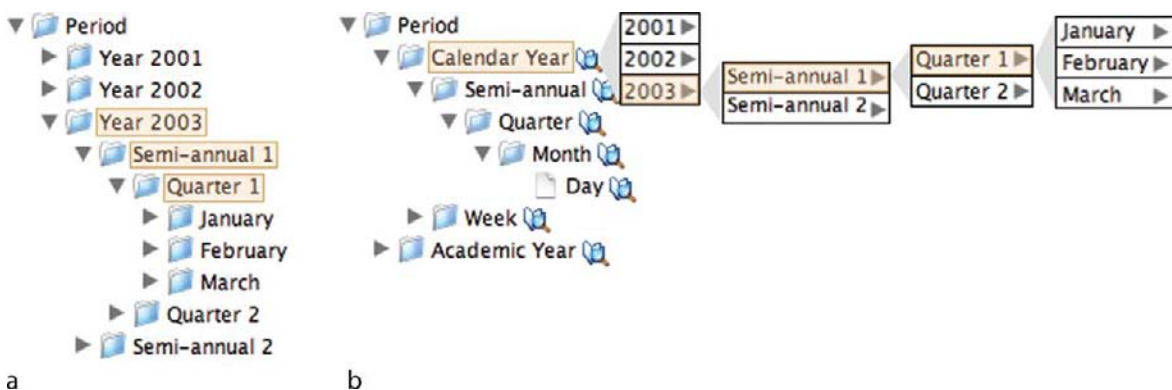 Period
Year 2001
Year 2002
Year 2003
Semi-annual 1
Quarter 1
January
February
March
Quarter 2
Semi-annual 2
a
Period
Calendar Year
Semi-annual
Quarter
Month
Day
Week
Academic Year
2001
2002
2003
Semi-annual 1
Semi-annual 2
Quarter 1
Quarter 2
January
February
March
b